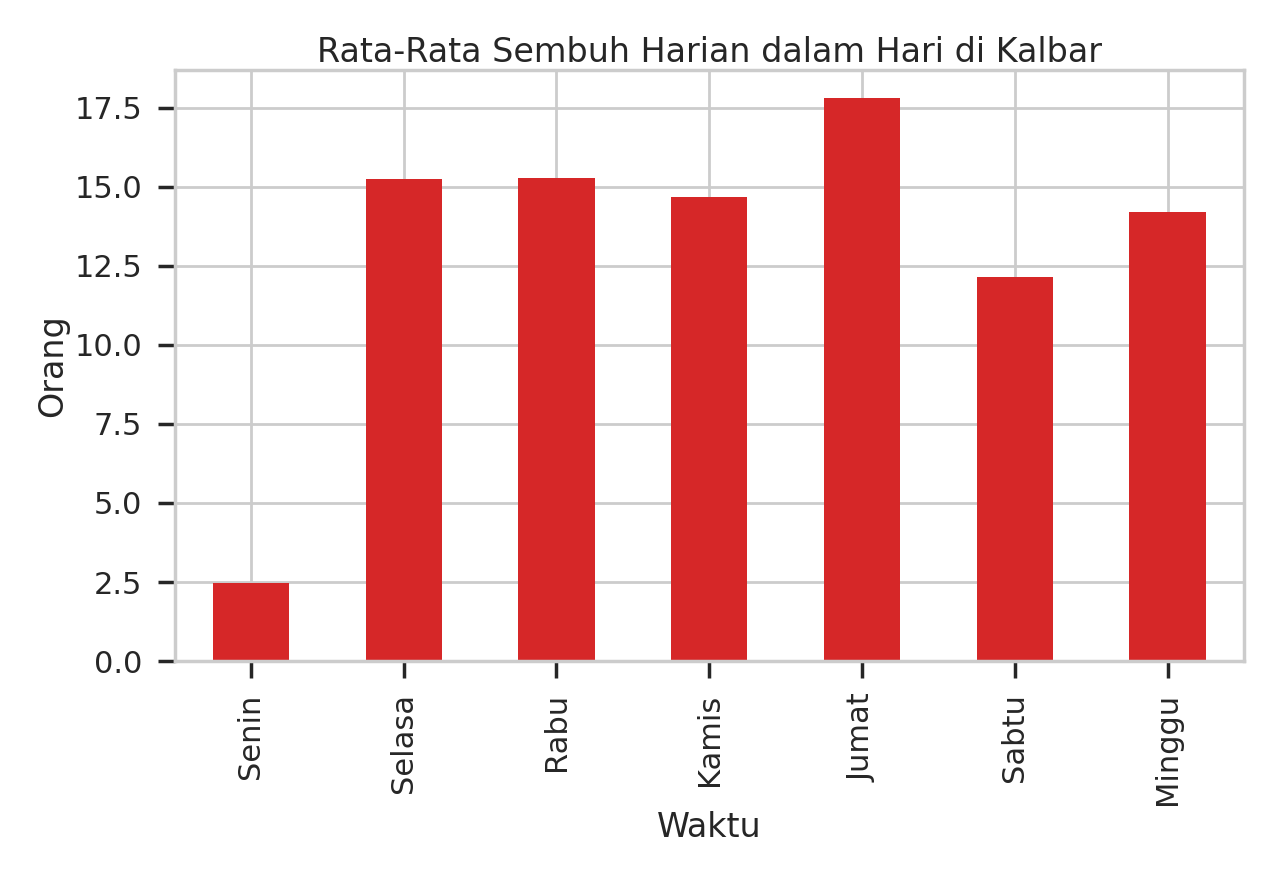 Rata-Rata Sembuh Harian dalam Hari di Kalbar
17.5
15.0
12.5
10.0
7.5
5.0
2.5
0.0
Orang
Senin
Selasa
Rabu
Kamis
Jumat
Sabtu
Minggu
Waktu